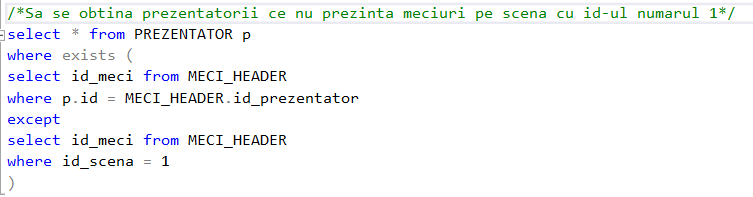 /*Sa se obtina prezentatorii ce nu prezinta meciuri pe scena cu id-ul numarul 1*/
select * from PREZENTATOR p
where exists (
select id_meci from MECI_HEADER
where p.id = MECI_HEADER.id_prezentator
except
select id_meci from MECI_HEADER
where id_scena = 1
)